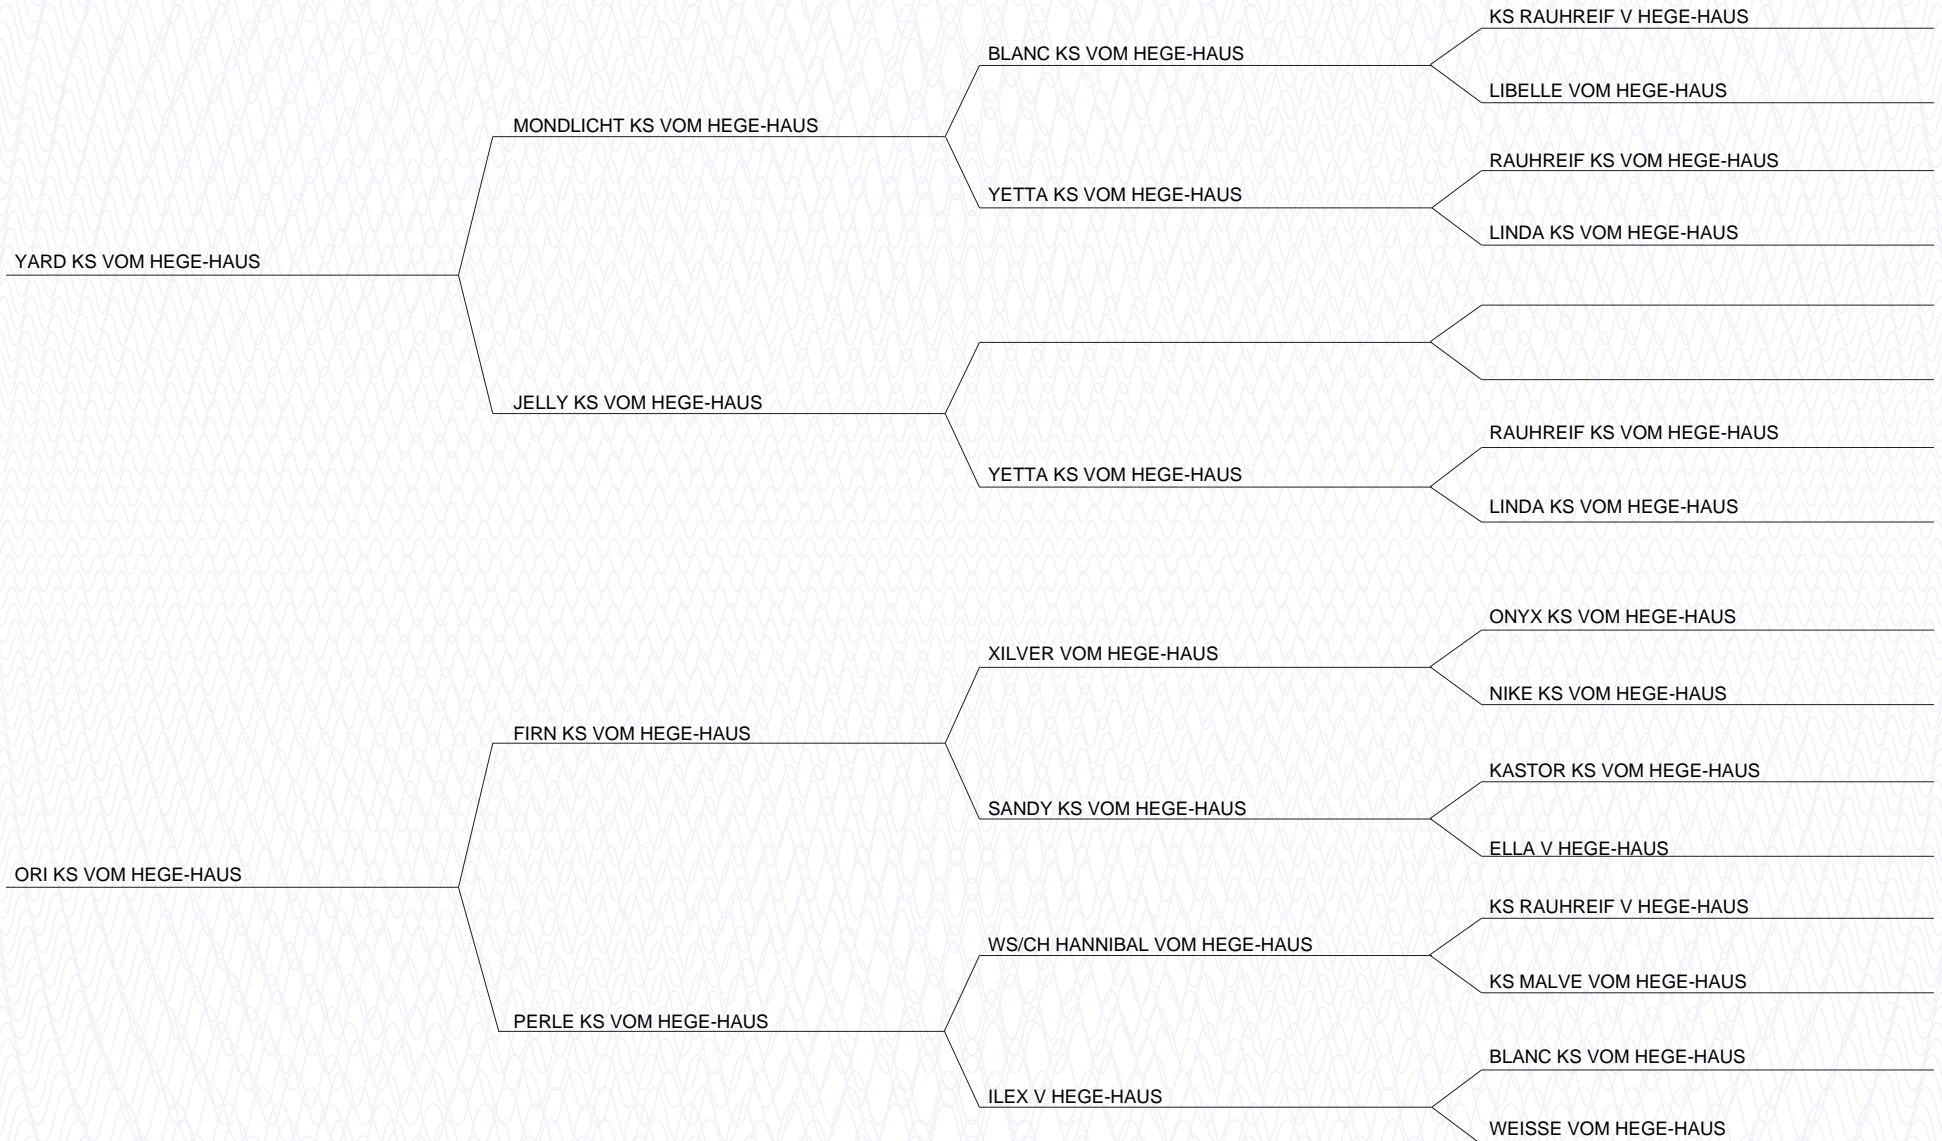 KS RAUHREIF V HEGE-HAUS
BLANC KS VOM HEGE-HAUS
LIBELLE VOM HEGE-HAUS
MONDLICHT KS VOM HEGE-HAUS
RAUHREIF KS VOM HEGE-HAUS
YETTA KS VOM HEGE-HAUS
LINDA KS VOM HEGE-HAUS
YARD KS VOM HEGE-HAUS
JELLY KS VOM HEGE-HAUS
RAUHREIF KS VOM HEGE-HAUS
YETTA KS VOM HEGE-HAUS
LINDA KS VOM HEGE-HAUS
ONYX KS VOM HEGE-HAUS
XILVER VOM HEGE-HAUS
NIKE KS VOM HEGE-HAUS
FIRN KS VOM HEGE-HAUS
KASTOR KS VOM HEGE-HAUS
SANDY KS VOM HEGE-HAUS
ELLA V HEGE-HAUS
ORI KS VOM HEGE-HAUS
KS RAUHREIF V HEGE-HAUS
WS/CH HANNIBAL VOM HEGE-HAUS
KS MALVE VOM HEGE-HAUS
PERLE KS VOM HEGE-HAUS
BLANC KS VOM HEGE-HAUS
ILEX V HEGE-HAUS
WEISSE VOM HEGE-HAUS